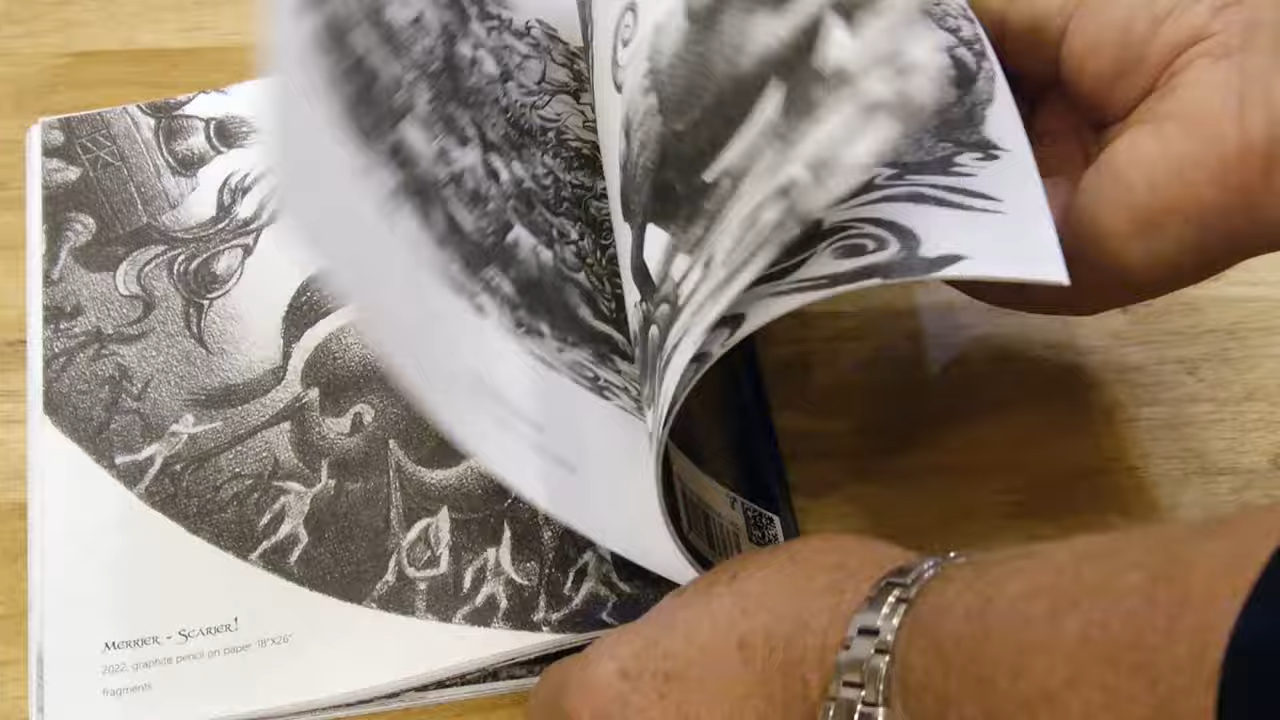 Merrier - Scarier!
2022, graphite pencil on paper, 18"X26"
fragments